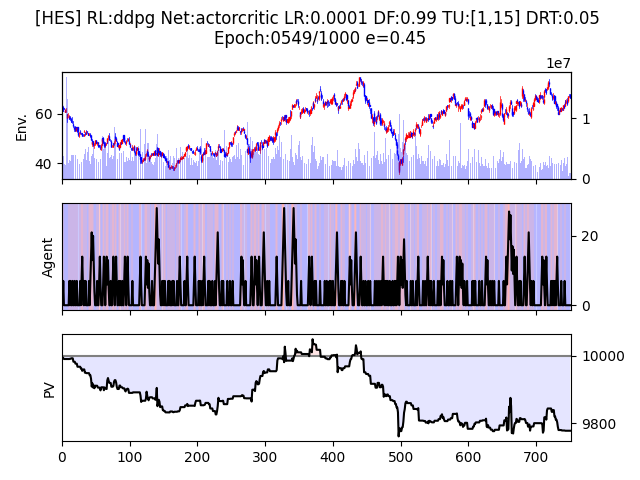 [HES] RL:ddpg Net:actorcritic LR:0.0001 DF:0.99 TU:[1,15] DRT:0.05
Epoch:0549/1000 e=0.45
1e7
Env.
60
40
1
0
Agent
20
0
PV
10000
9800
0 100 200 300 400 500 600 700